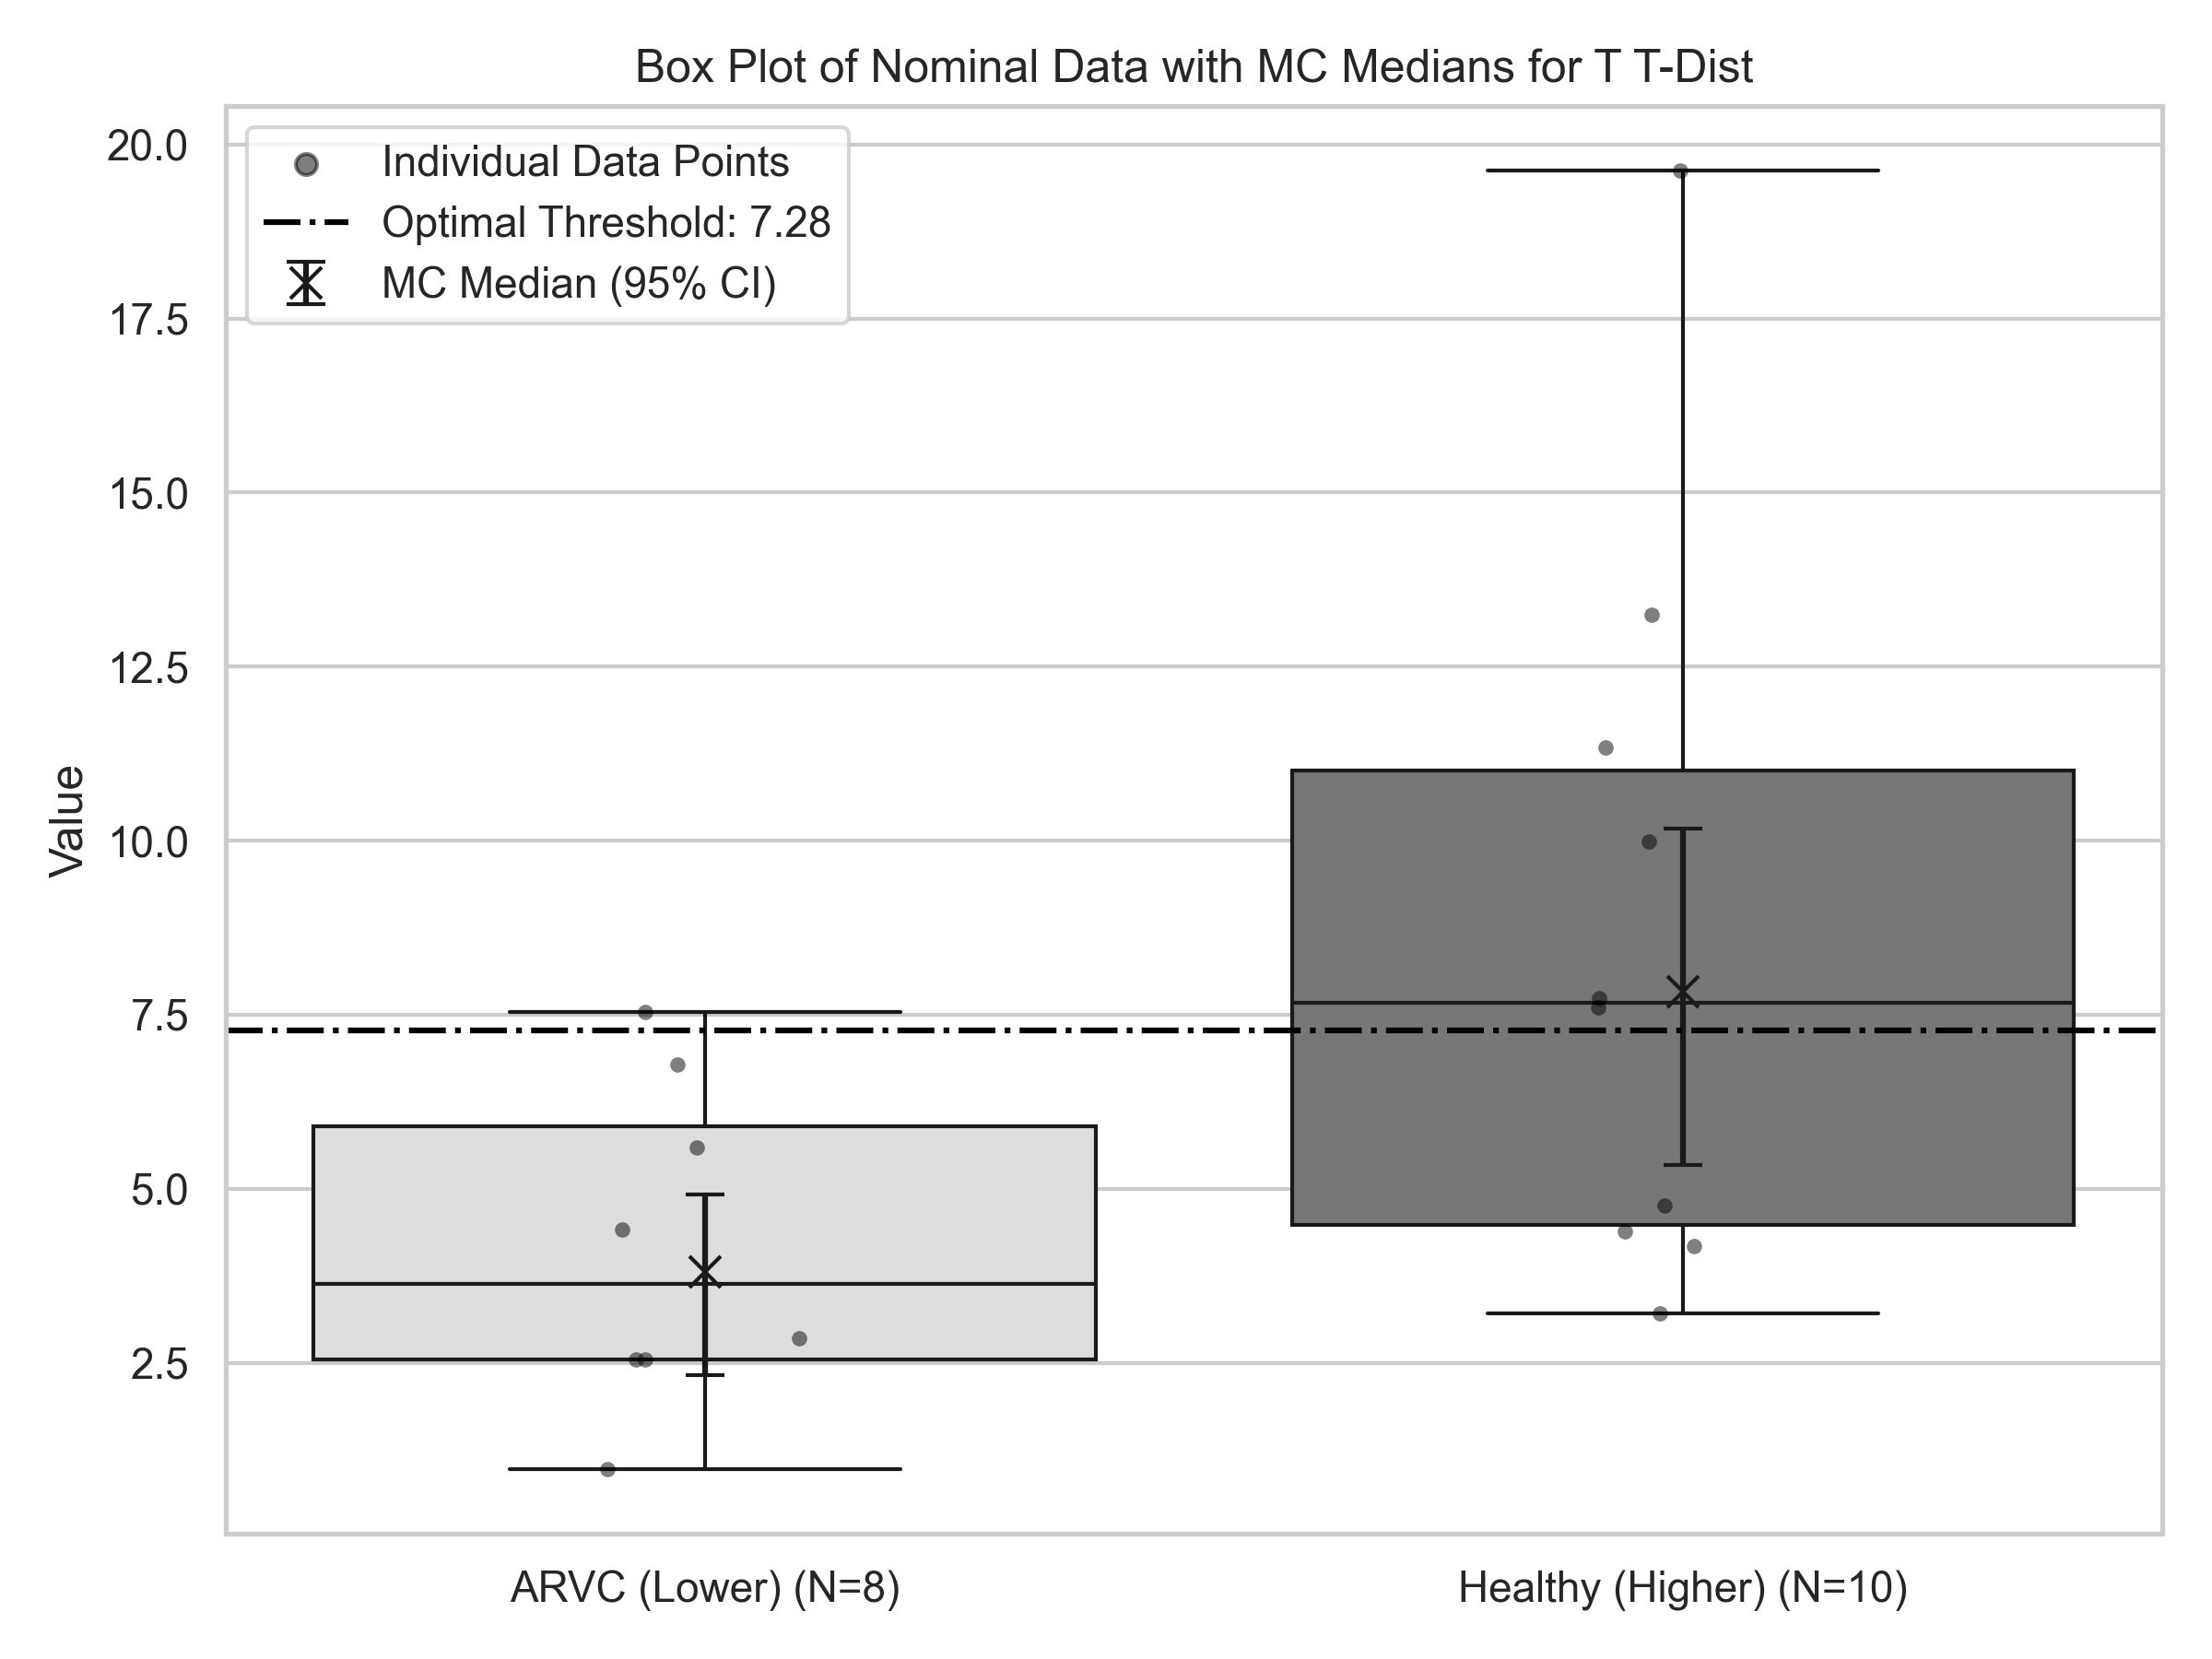 Box Plot of Nominal Data with MC Medians for T T-Dist
20.0
17.5
15.0
12.5
10.0
7.5
5.0
2.5
Value
Individual Data Points
Optimal Threshold: 7.28
MC Median (95% CI)
ARVC (Lower) (N=8)
Healthy (Higher) (N=10)